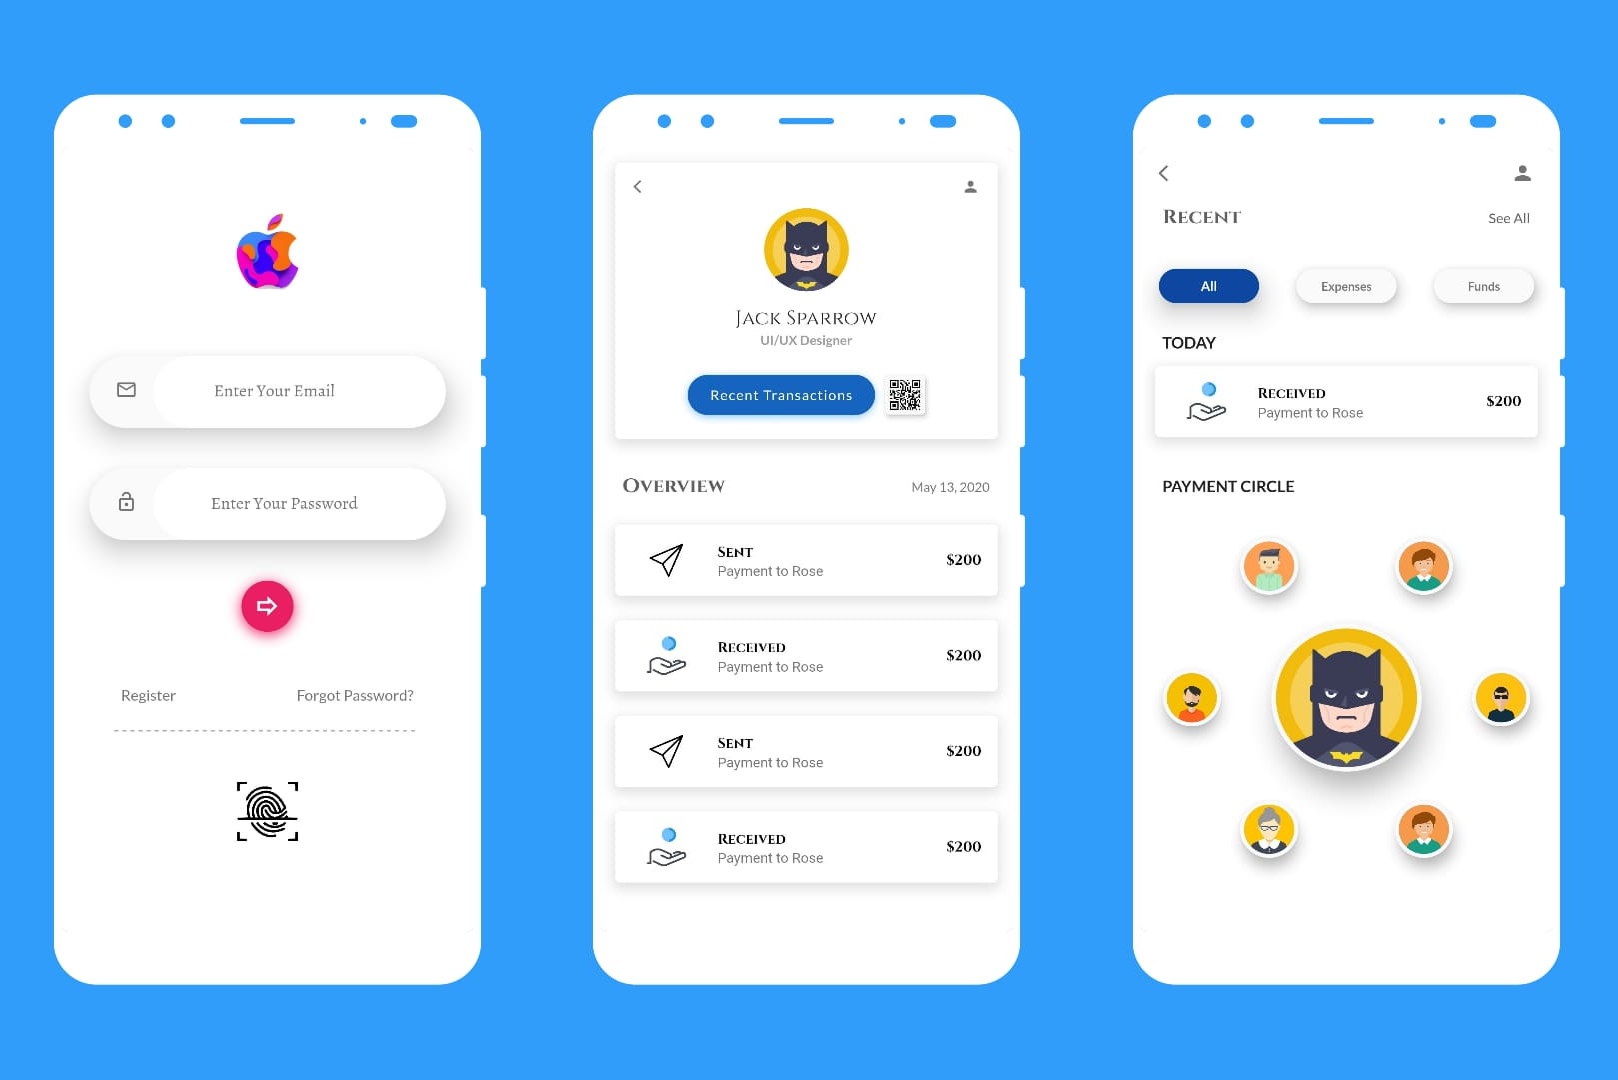 Enter Your Email
Enter Your Password
Register
Forgot Password?
Jack Sparrow
UI/UX Designer
Recent Transactions
Overview
May 13, 2020
Sent
Payment to Rose
$200
Received
Payment to Rose
$200
Sent
Payment to Rose
$200
Received
Payment to Rose
$200
Recent
See All
All
Expenses
Funds
TODAY
Received
Payment to Rose
$200
PAYMENT CIRCLE